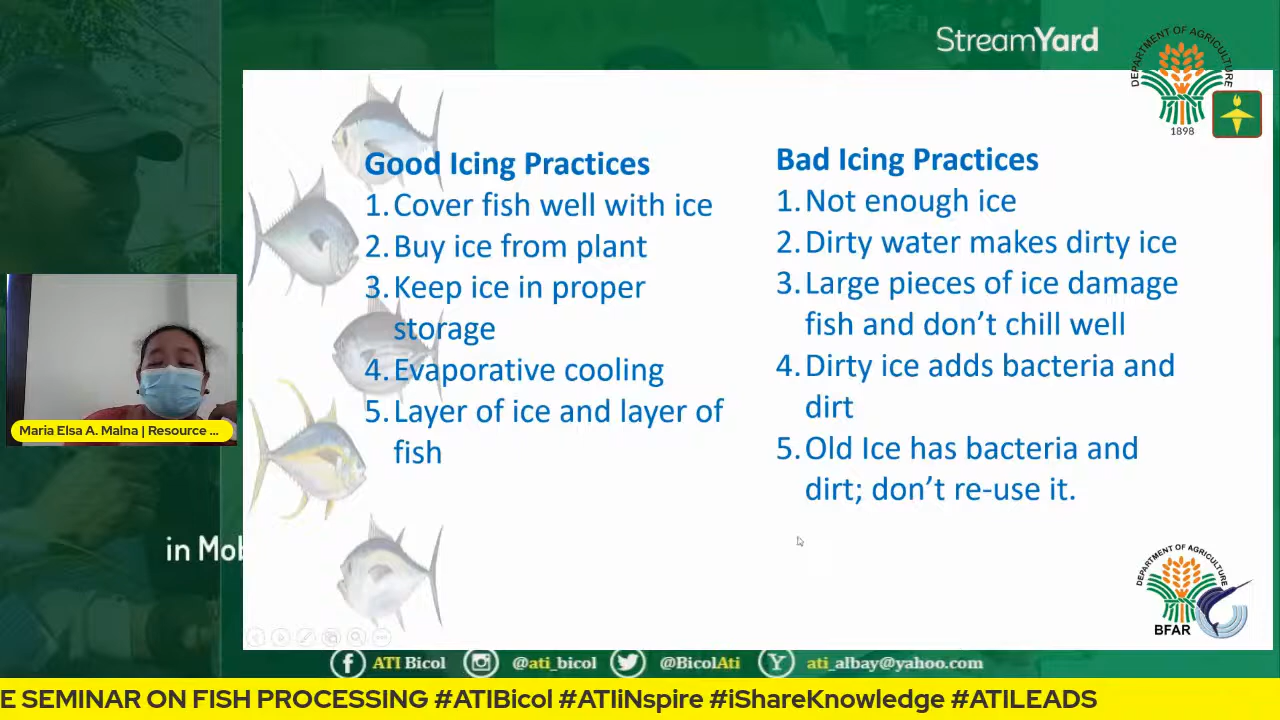 StreamYard
DEPARTMENT OF AGRICULTURE
1898
Good Icing Practices
1. Cover fish well with ice
2. Buy ice from plant
3. Keep ice in proper
storage
4. Evaporative cooling
5. Layer of ice and layer of
fish
Bad Icing Practices
1. Not enough ice
2. Dirty water makes dirty ice
3. Large pieces of ice damage
fish and don't chill well
4. Dirty ice adds bacteria and
dirt
5. Old Ice has bacteria and
dirt; don't re-use it.
Maria Elsa A. Malna | Resource ...
in Mob
DEPARTMENT OF AGRICULTURE
BFAR
ATI Bicol
@ati_bicol
@BicolAti
ati_albay@yahoo.com
E SEMINAR ON FISH PROCESSING #ATIBicol #ATIiNspire #iShareKnowledge #ATILEADS